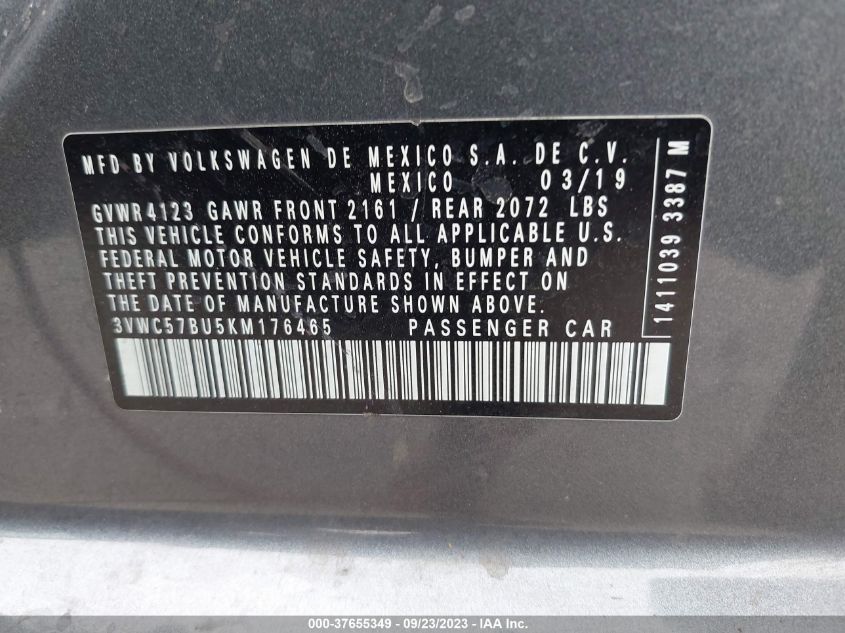 MFD BY VOLKSWAGEN DE MEXICO S.A. DE C.V.
MEXICO 03/19
GVWR 4123 GAWR FRONT 2161 / REAR 2072 LBS
THIS VEHICLE CONFORMS TO ALL APPLICABLE U.S.
FEDERAL MOTOR VEHICLE SAFETY, BUMPER AND
THEFT PREVENTION STANDARDS IN EFFECT ON
THE DATE OF MANUFACTURE SHOWN ABOVE.
3VWC57BU5KM176465 PASSENGER CAR
1411039 3387 M
000-37655349 - 09/23/2023 - IAA Inc.